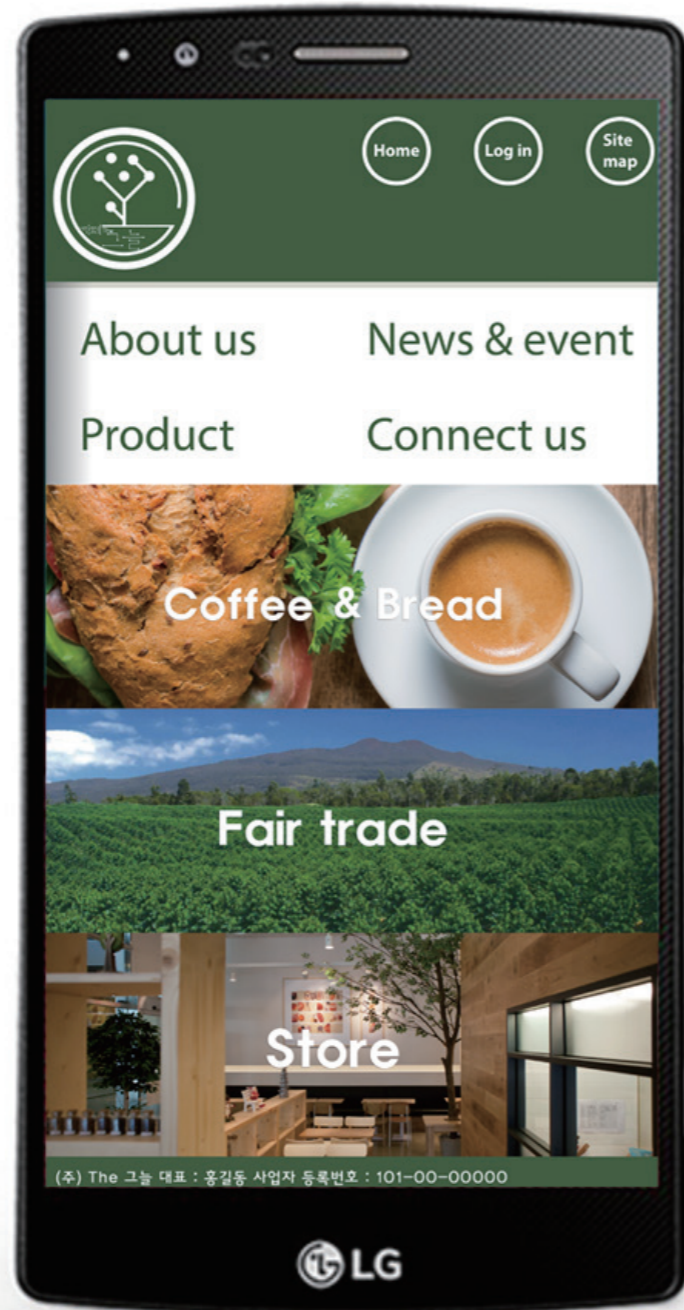 Home
Log in
Site
map
About us
News & event
Product
Connect us
Coffee & Bread
Fair trade
Store
(주) The 그늘 대표 : 홍길동 사업자 등록번호 : 101-00-00000
LG